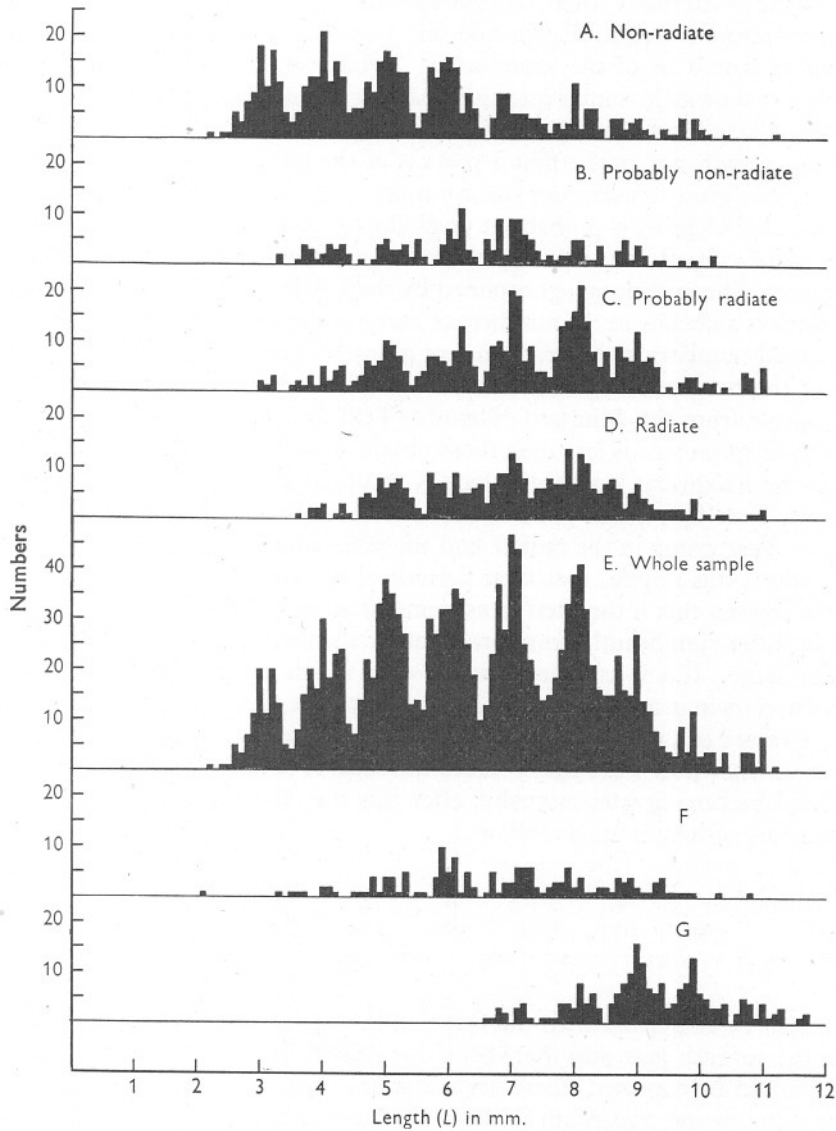 A. Non-radiate
20
10
B. Probably non-radiate
20
10
C. Probably radiate
20
10
D. Radiate
20
10
E. Whole sample
40
30
20
10
F
20
10
G
20
10
Numbers
1 2 3 4 5 6 7 8 9 10 11 12
Length (L) in mm.